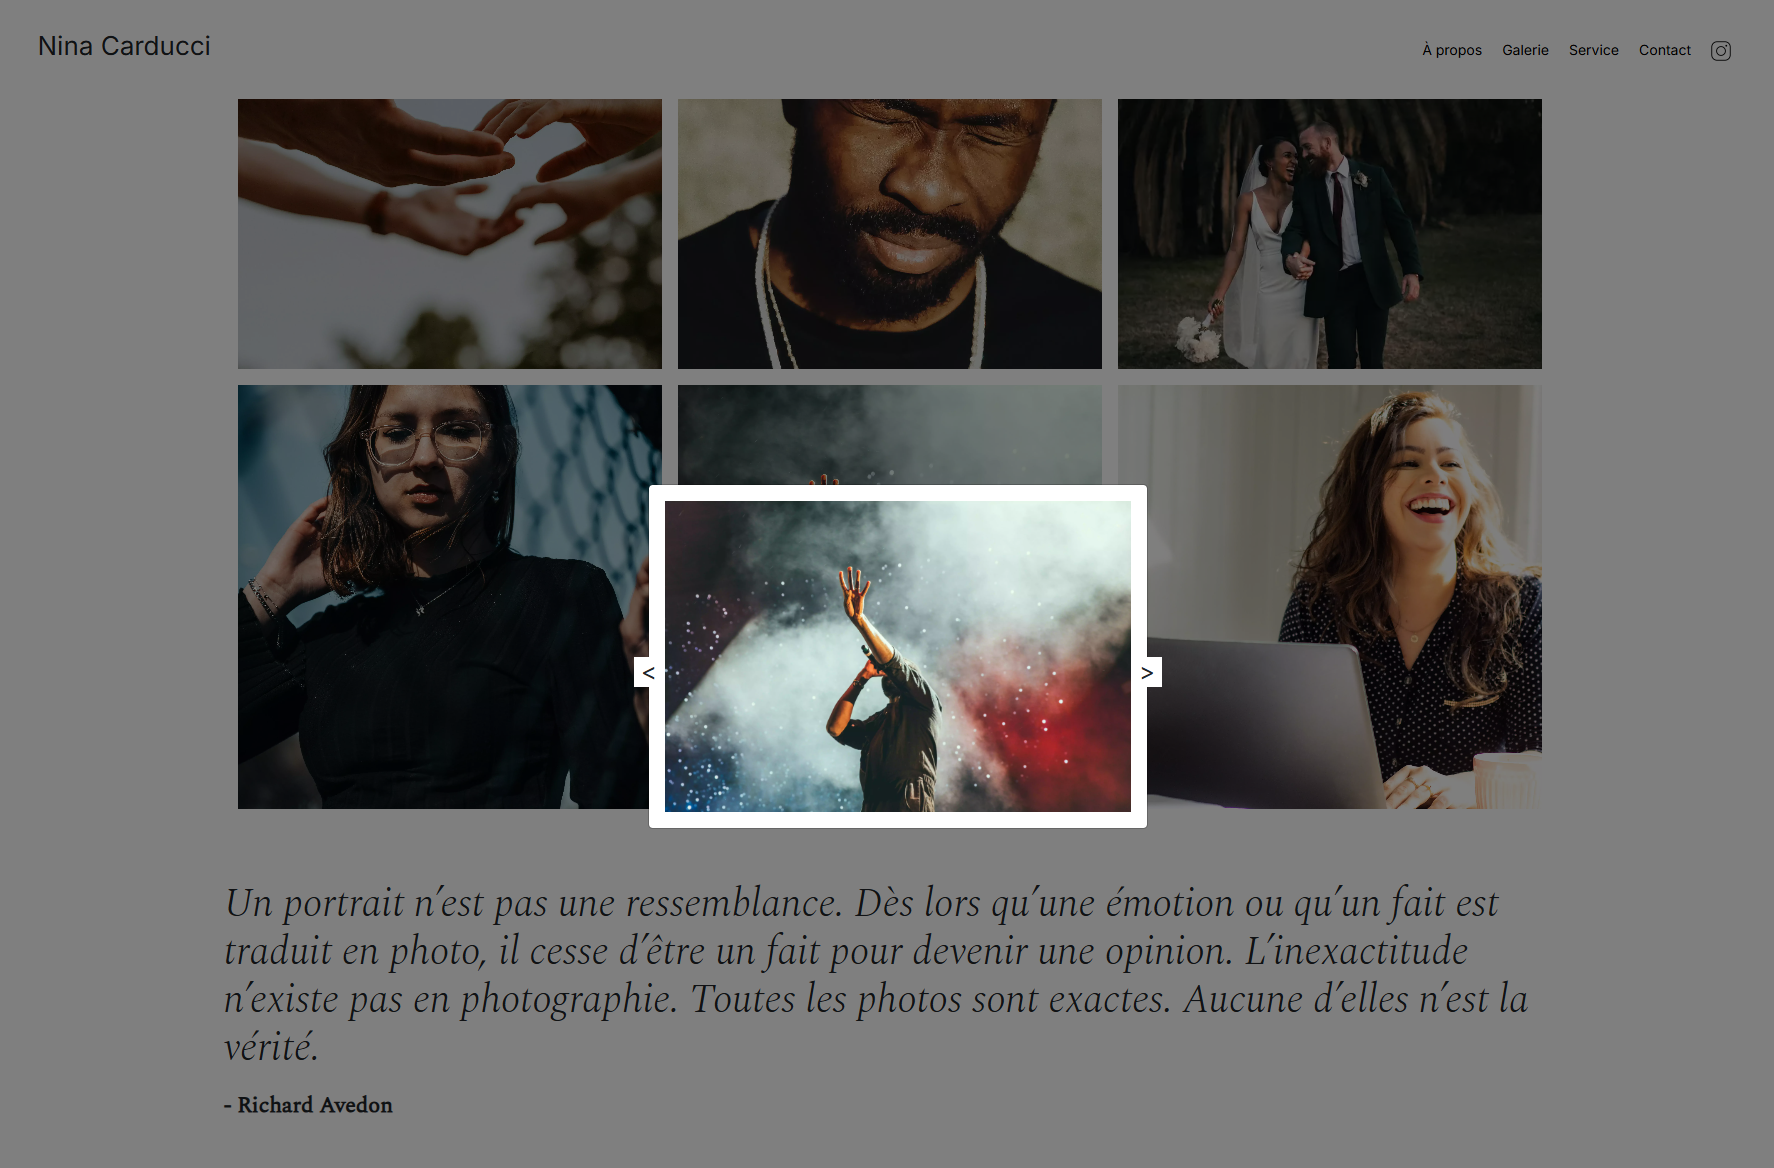 Nina Carducci
À propos Galerie Service Contact
< >
Un portrait n’est pas une ressemblance. Dès lors qu’une émotion ou qu’un fait est
traduit en photo, il cesse d’être un fait pour devenir une opinion. L’inexactitude
n’existe pas en photographie. Toutes les photos sont exactes. Aucune d’elles n’est la
vérité.
- Richard Avedon